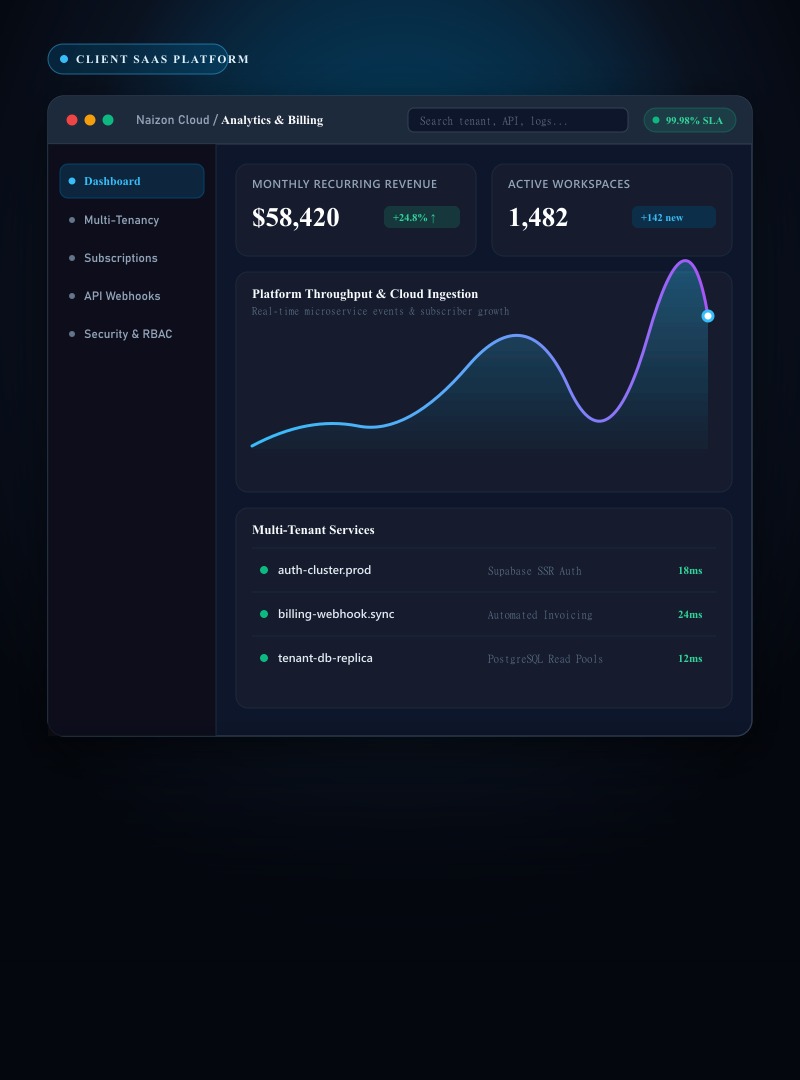 CLIENT SAAS PLATFORM
Naizon Cloud / Analytics & Billing
Search tenant, API, logs...
99.98% SLA
Dashboard
Multi-Tenancy
Subscriptions
API Webhooks
Security & RBAC
MONTHLY RECURRING REVENUE
$58,420
+24.8% ↑
ACTIVE WORKSPACES
1,482
+142 new
Platform Throughput & Cloud Ingestion
Real-time microservice events & subscriber growth
Multi-Tenant Services
auth-cluster.prod Supabase SSR Auth 18ms
billing-webhook.sync Automated Invoicing 24ms
tenant-db-replica PostgreSQL Read Pools 12ms